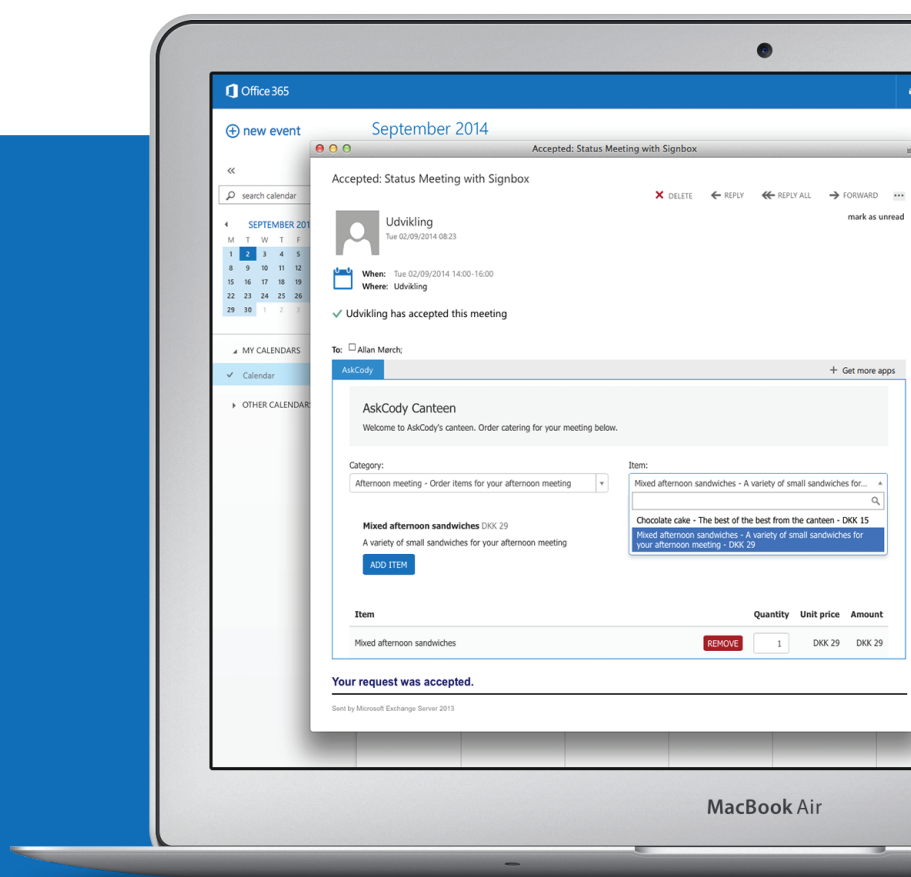 Office 365
new event
September 2014
Accepted: Status Meeting with Signbox
«
search calendar
Accepted: Status Meeting with Signbox
DELETE
REPLY
REPLY ALL
FORWARD
...
mark as unread
SEPTEMBER 201
M T W T F
1 2 3 4 5
8 9 10 11 12
15 16 17 18 19
22 23 24 25 26
29 30 1 2 3
Udvikling
Tue 02/09/2014 08:23
When: Tue 02/09/2014 14:00-16:00
Where: Udvikling
Udvikling has accepted this meeting
MY CALENDARS
Calendar
OTHER CALENDARS
To: Allan Mørch;
AskCody
+ Get more apps
AskCody Canteen
Welcome to AskCody's canteen. Order catering for your meeting below.
Category:
Afternoon meeting - Order items for your afternoon meeting
Item:
Mixed afternoon sandwiches - A variety of small sandwiches for...
Chocolate cake - The best of the best from the canteen - DKK 15
Mixed afternoon sandwiches - A variety of small sandwiches for
your afternoon meeting - DKK 29
Mixed afternoon sandwiches DKK 29
A variety of small sandwiches for your afternoon meeting
ADD ITEM
Item Quantity Unit price Amount
Mixed afternoon sandwiches REMOVE 1 DKK 29 DKK 29
Your request was accepted.
Sent by Microsoft Exchange Server 2013
MacBook Air